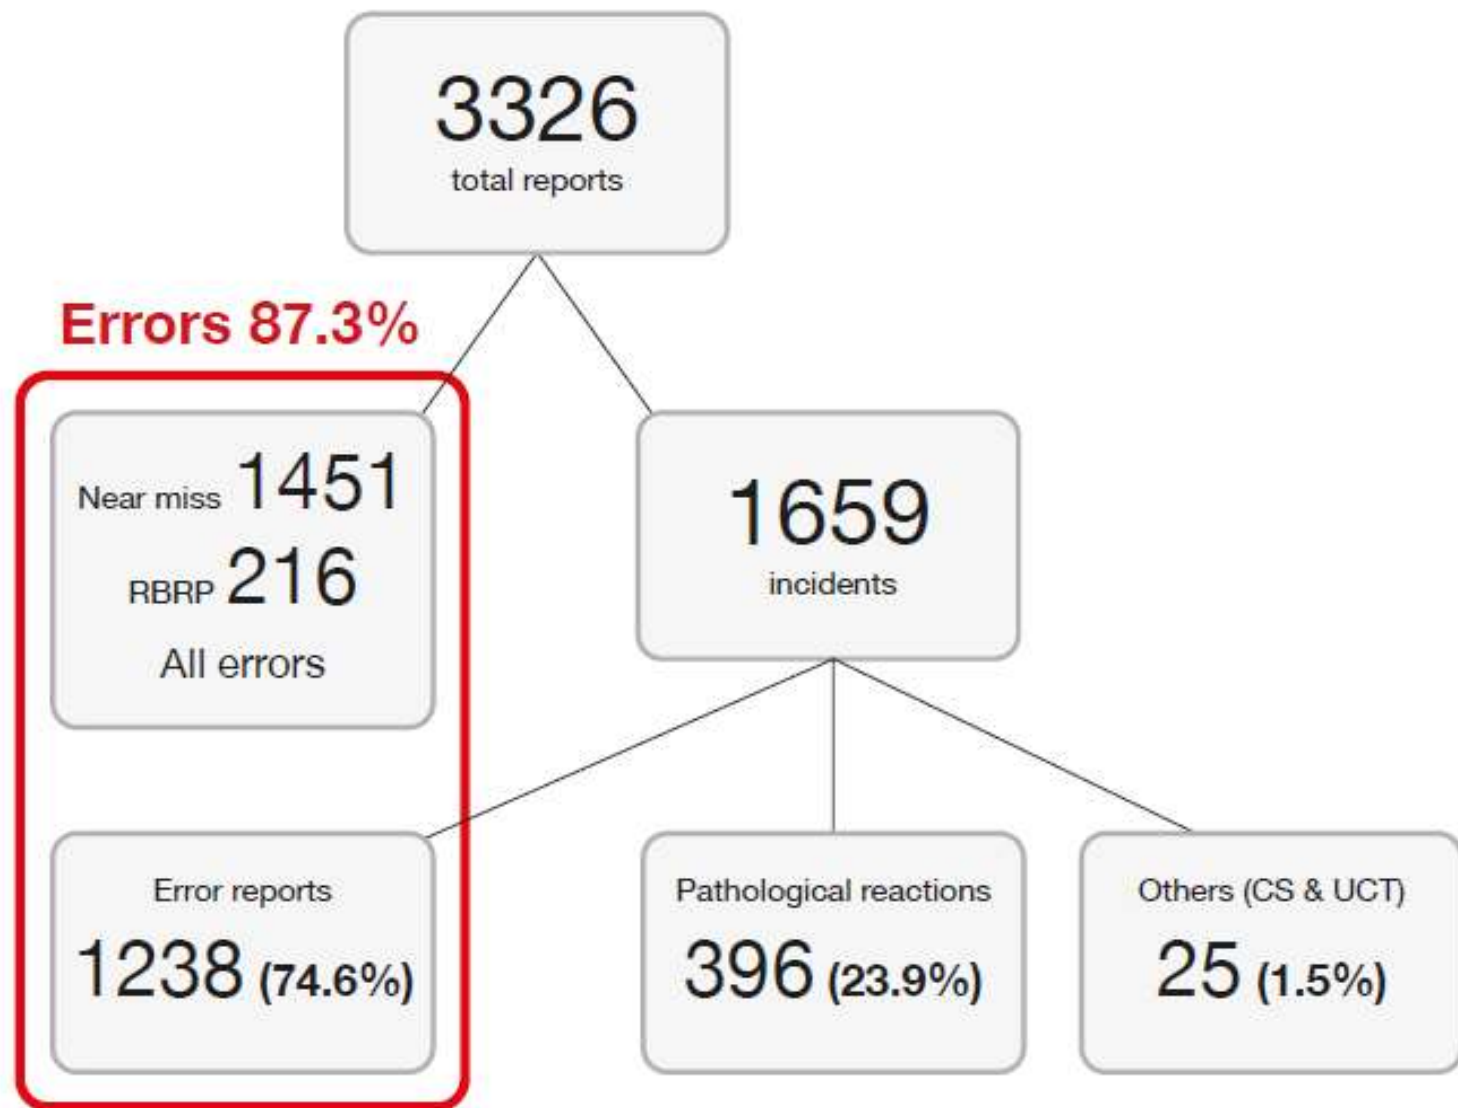 3326
total reports
Errors 87.3%
Near miss 1451
RBRP 216
All errors
1659
incidents
Error reports
1238 (74.6%)
Pathological reactions
396 (23.9%)
Others (CS & UCT)
25 (1.5%)